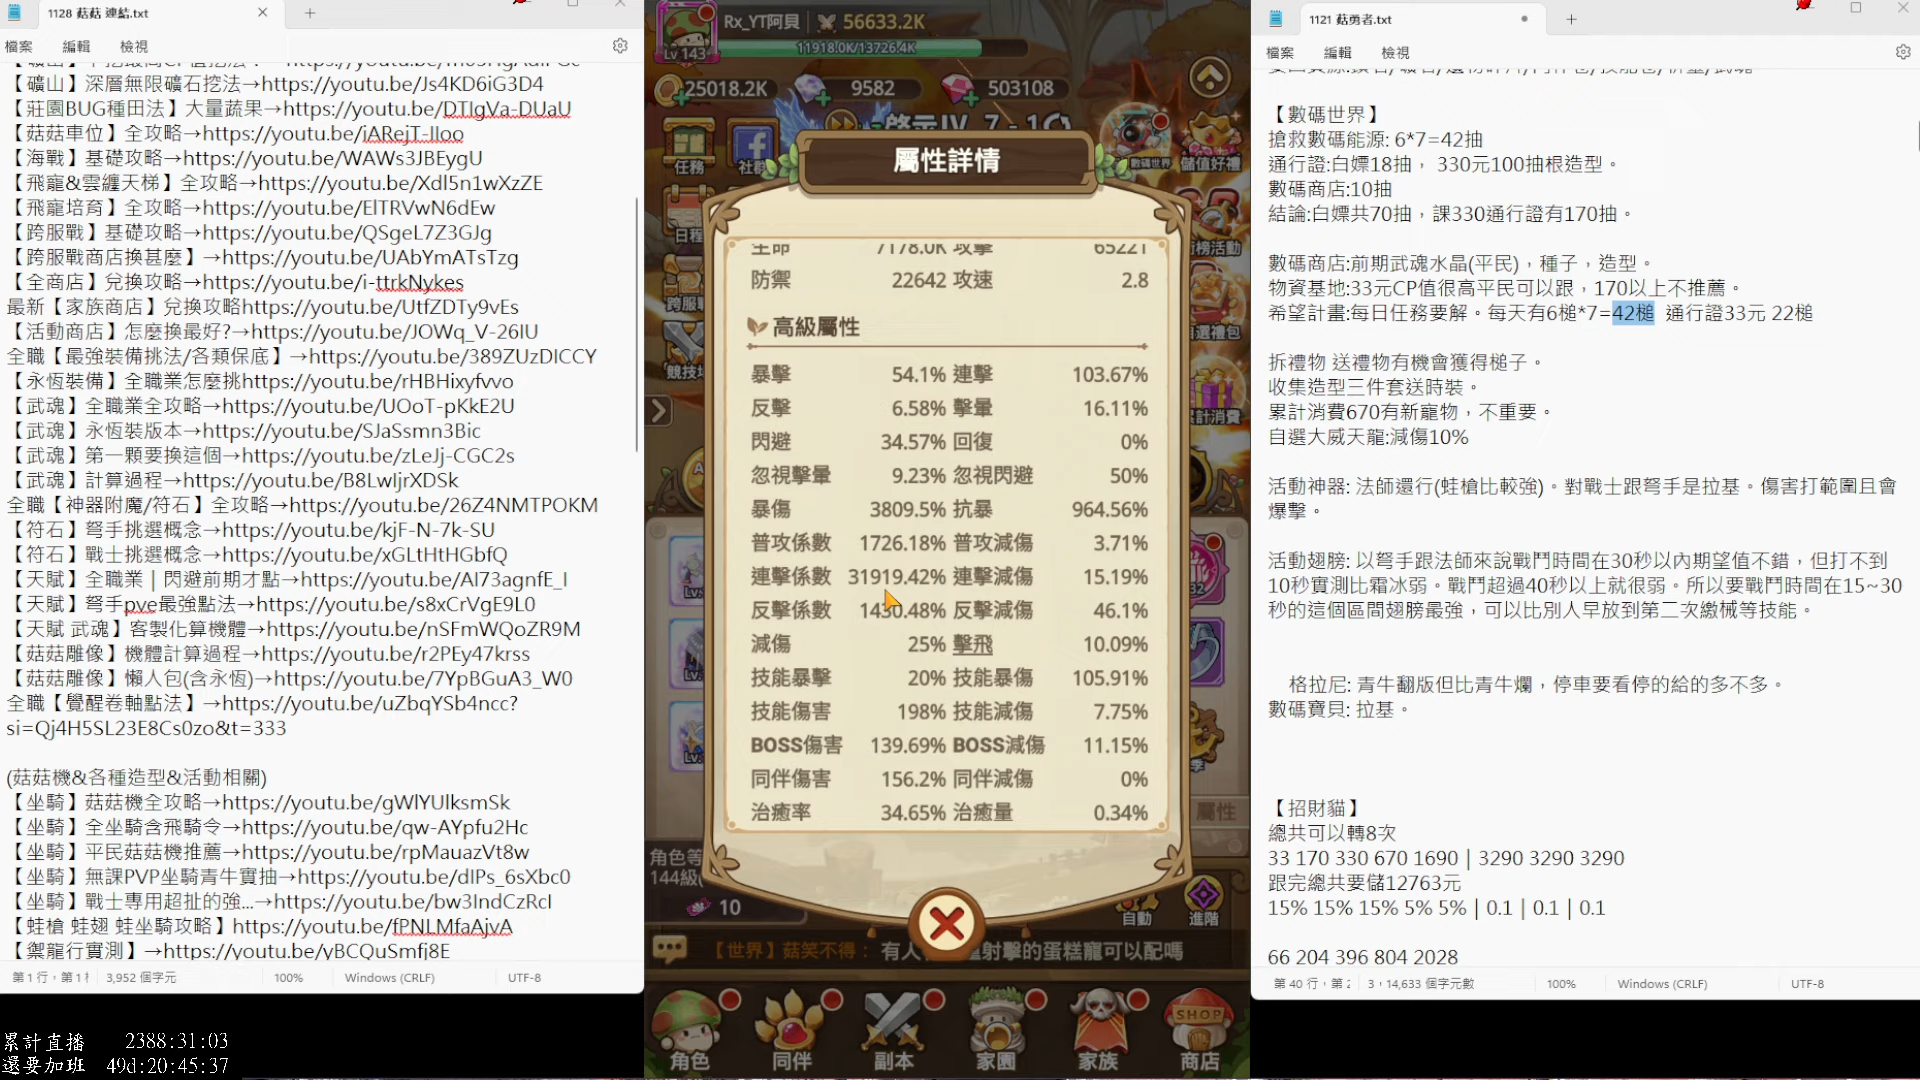 1128 菇菇 連結.txt
檔案 編輯 檢視
【礦山】深層無限礦石挖法→https://youtu.be/Js4KD6iG3D4
【莊園BUG種田法】大量蔬果→https://youtu.be/DTlgVa-DUaU
【菇菇車位】全攻略→https://youtu.be/jARejT-lloo
【海戰】基礎攻略→https://youtu.be/WAWs3JBEygU
【飛寵&雲纏天梯】全攻略→https://youtu.be/Xdl5n1wXzZE
【飛寵培育】全攻略→https://youtu.be/ElTRVwN6dEw
【跨服戰】基礎攻略→https://youtu.be/QSgeL7Z3GJg
【跨服戰商店換甚麼】→https://youtu.be/UAbYmATsTzg
【全商店】兌換攻略→https://youtu.be/i-ttrkNykes
最新【家族商店】兌換攻略https://youtu.be/UtfZDTy9vEs
【活動商店】怎麼換最好?→https://youtu.be/JOWq_V-26IU
全職【最強裝備挑法/各類保底】→https://youtu.be/389ZUzDICCY
【永恆裝備】全職業怎麼挑https://youtu.be/rHBHixyfvvo
【武魂】全職業全攻略→https://youtu.be/UOoT-pKkE2U
【武魂】永恆裝版本→https://youtu.be/SJaSsmn3Bic
【武魂】第一顆要換這個→https://youtu.be/zLeJj-CGC2s
【武魂】計算過程→https://youtu.be/B8LwIjrXDSk
全職【神器附魔/符石】全攻略→https://youtu.be/26Z4NMTPOKM
【符石】弩手挑選概念→https://youtu.be/kjF-N-7k-SU
【符石】戰士挑選概念→https://youtu.be/xGLtHtHGbfQ
【天賦】全職業｜閃避前期才點→https://youtu.be/AI73agnfE_I
【天賦】弩手pve最強點法→https://youtu.be/s8xCrVgE9L0
【天賦 武魂】客製化算機體→https://youtu.be/nSFmWQoZR9M
【菇菇雕像】機體計算過程→https://youtu.be/r2PEy47krss
【菇菇雕像】懶人包(含永恆)→https://youtu.be/7YpBGuA3_W0
全職【覺醒卷軸點法】→https://youtu.be/uZbqYSb4ncc?
si=Qj4H5SL23E8Cs0zo&t=333
(菇菇機&各種造型&活動相關)
【坐騎】菇菇機全攻略→https://youtu.be/gWlYUlksmSk
【坐騎】全坐騎含飛騎令→https://youtu.be/qw-AYpfu2Hc
【坐騎】平民菇菇機推薦→https://youtu.be/rpMauazVt8w
【坐騎】無課PVP坐騎青牛實抽→https://youtu.be/dIPs_6sXbc0
【坐騎】戰士專用超扯的強...→https://youtu.be/bw3IndCzRcI
【蛙槍 蛙翅 蛙坐騎攻略】https://youtu.be/fPNLMfaAjvA
【禦龍行實測】→https://youtu.be/yBCQuSmfj8E
3,952 個字元 100% Windows (CRLF) UTF-8
累計直播 2388:31:03
還要加班 49d:20:45:37
Lv 143 Rx_YT阿貝 56633.2K
11918.0K/13726.4K
25018.2K 9582 503108
任務
數碼世界 儲值好禮
日程
屬性詳情
生命 7178.0K 攻擊 65221
防禦 22642 攻速 2.8
高級屬性
暴擊 54.1% 連擊 103.67%
反擊 6.58% 擊暈 16.11%
閃避 34.57% 回復 0%
忽視擊暈 9.23% 忽視閃避 50%
暴傷 3809.5% 抗暴 964.56%
普攻係數 1726.18% 普攻減傷 3.71%
連擊係數 31919.42% 連擊減傷 15.19%
反擊係數 1430.48% 反擊減傷 46.1%
減傷 25% 擊飛 10.09%
技能暴擊 20% 技能暴傷 105.91%
技能傷害 198% 技能減傷 7.75%
BOSS傷害 139.69% BOSS減傷 11.15%
同伴傷害 156.2% 同伴減傷 0%
治癒率 34.65% 治癒量 0.34%
屬性
144級
10
自動 進階
【世界】菇笑不得：
射擊的蛋糕寵可以配嗎
角色 同伴 副本 家園 家族 商店
SHOP
1121 菇勇者.txt
檔案 編輯 檢視
【數碼世界】
搶救數碼能源: 6*7=42抽
通行證:白嫖18抽， 330元100抽根造型。
數碼商店:10抽
結論:白嫖共70抽，課330通行證有170抽。
數碼商店:前期武魂水晶(平民)，種子，造型。
物資基地:33元CP值很高平民可以跟，170以上不推薦。
希望計畫:每日任務要解。每天有6槌*7=42槌 通行證33元 22槌
拆禮物 送禮物有機會獲得槌子。
收集造型三件套送時裝。
累計消費670有新寵物，不重要。
自選大威天龍:減傷10%
活動神器: 法師還行(蛙槍比較強)。對戰士跟弩手是拉基。傷害打範圍且會
爆擊。
活動翅膀: 以弩手跟法師來說戰鬥時間在30秒以內期望值不錯，但打不到
10秒實測比霜冰弱。戰鬥超過40秒以上就很弱。所以要戰鬥時間在15~30
秒的這個區間翅膀最強，可以比別人早放到第二次繳械等技能。
格拉尼: 青牛翻版但比青牛爛，停車要看停的給的多不多。
數碼寶貝: 拉基。
【招財貓】
總共可以轉8次
33 170 330 670 1690 | 3290 3290 3290
跟完總共要儲12763元
15% 15% 15% 5% 5% | 0.1 | 0.1 | 0.1
66 204 396 804 2028
14,633 個字元數 100% Windows (CRLF) UTF-8